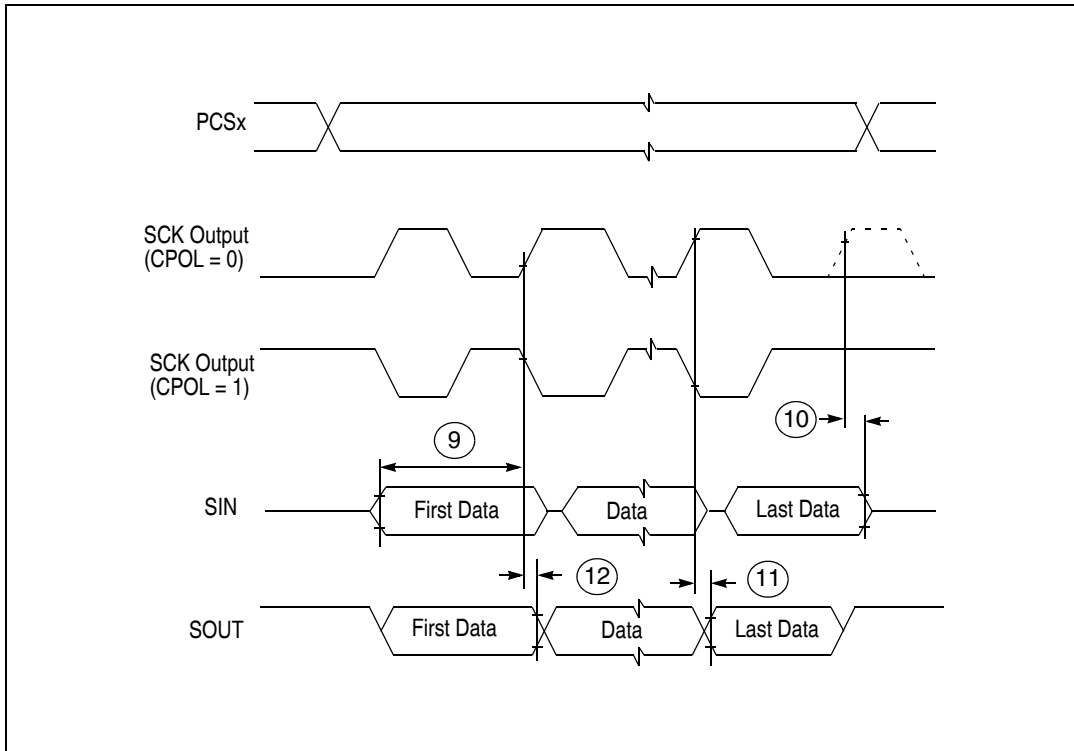 PCSx
SCK Output
(CPOL = 0)
SCK Output
(CPOL = 1)
10
9
SIN
First Data
Data
Last Data
12
11
SOUT
First Data
Data
Last Data